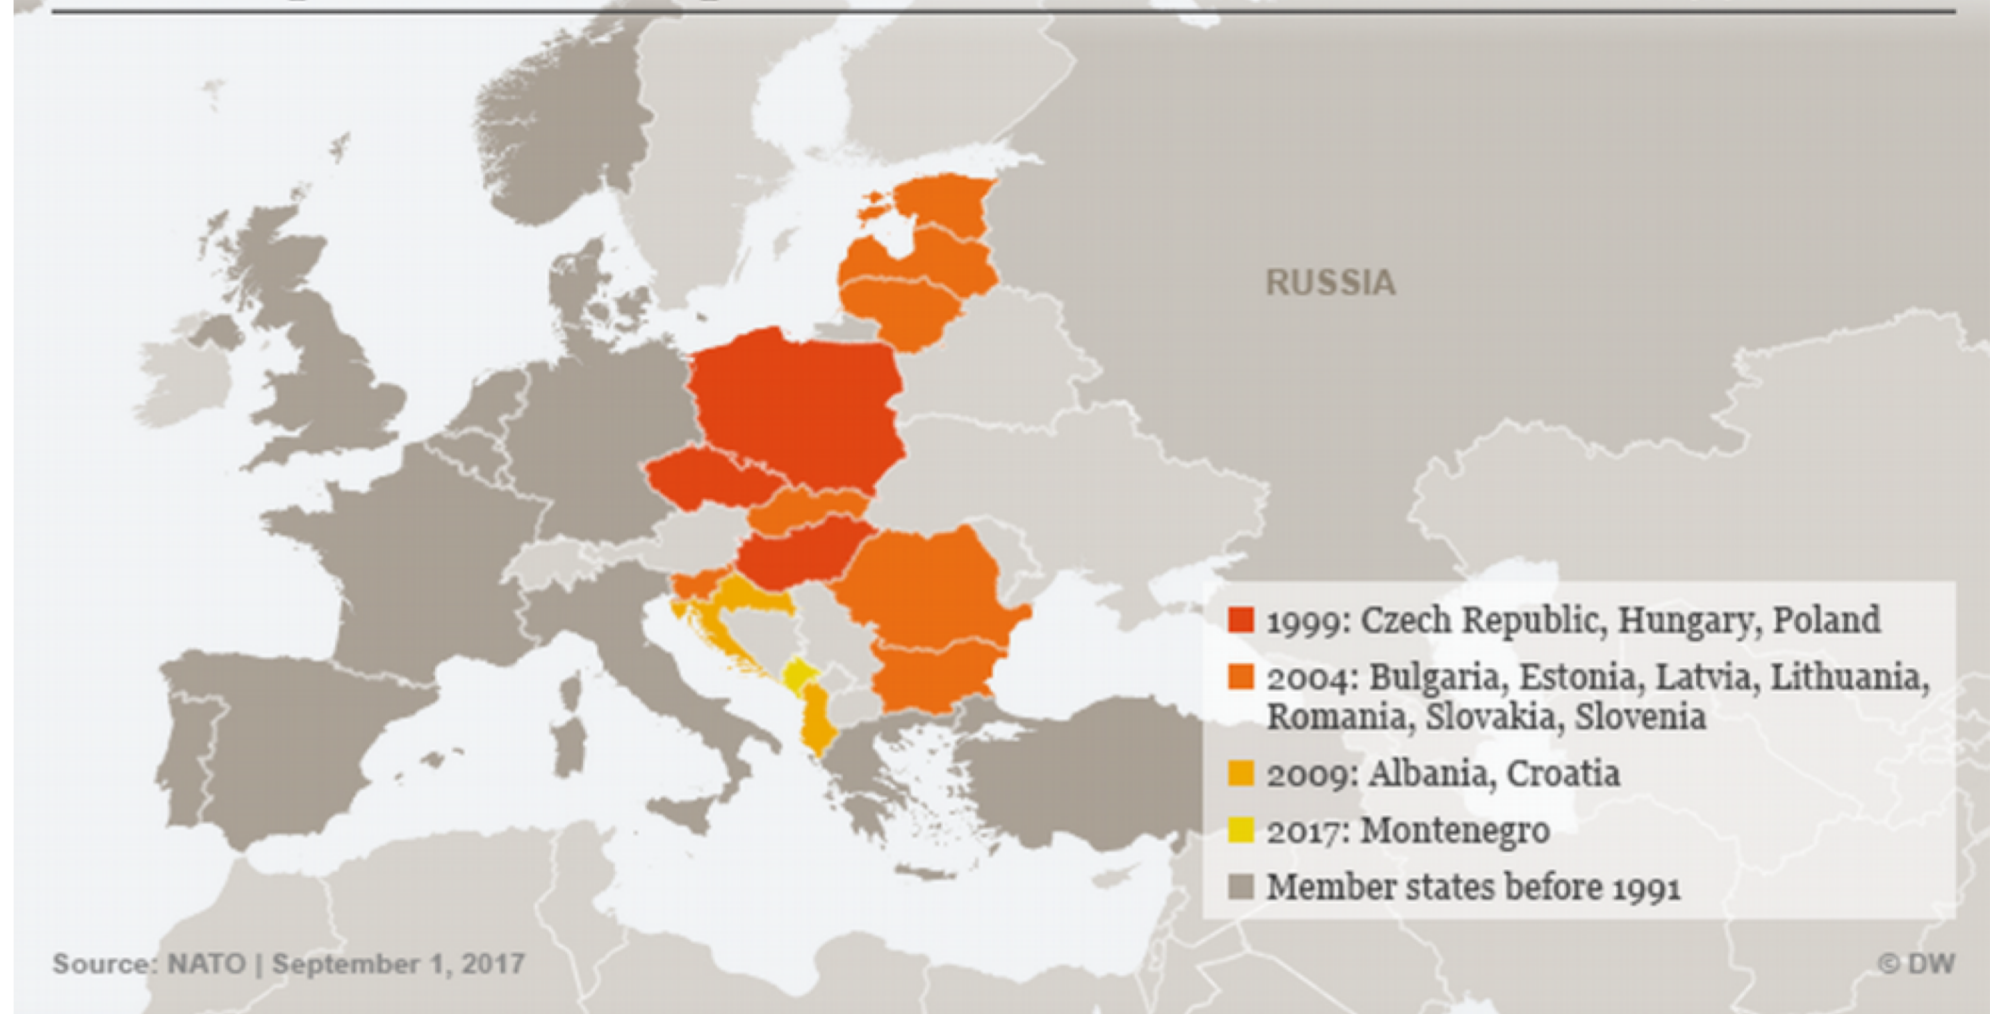 RUSSIA
1999: Czech Republic, Hungary, Poland
2004: Bulgaria, Estonia, Latvia, Lithuania,
Romania, Slovakia, Slovenia
2009: Albania, Croatia
2017: Montenegro
Member states before 1991
Source: NATO | September 1, 2017
© DW